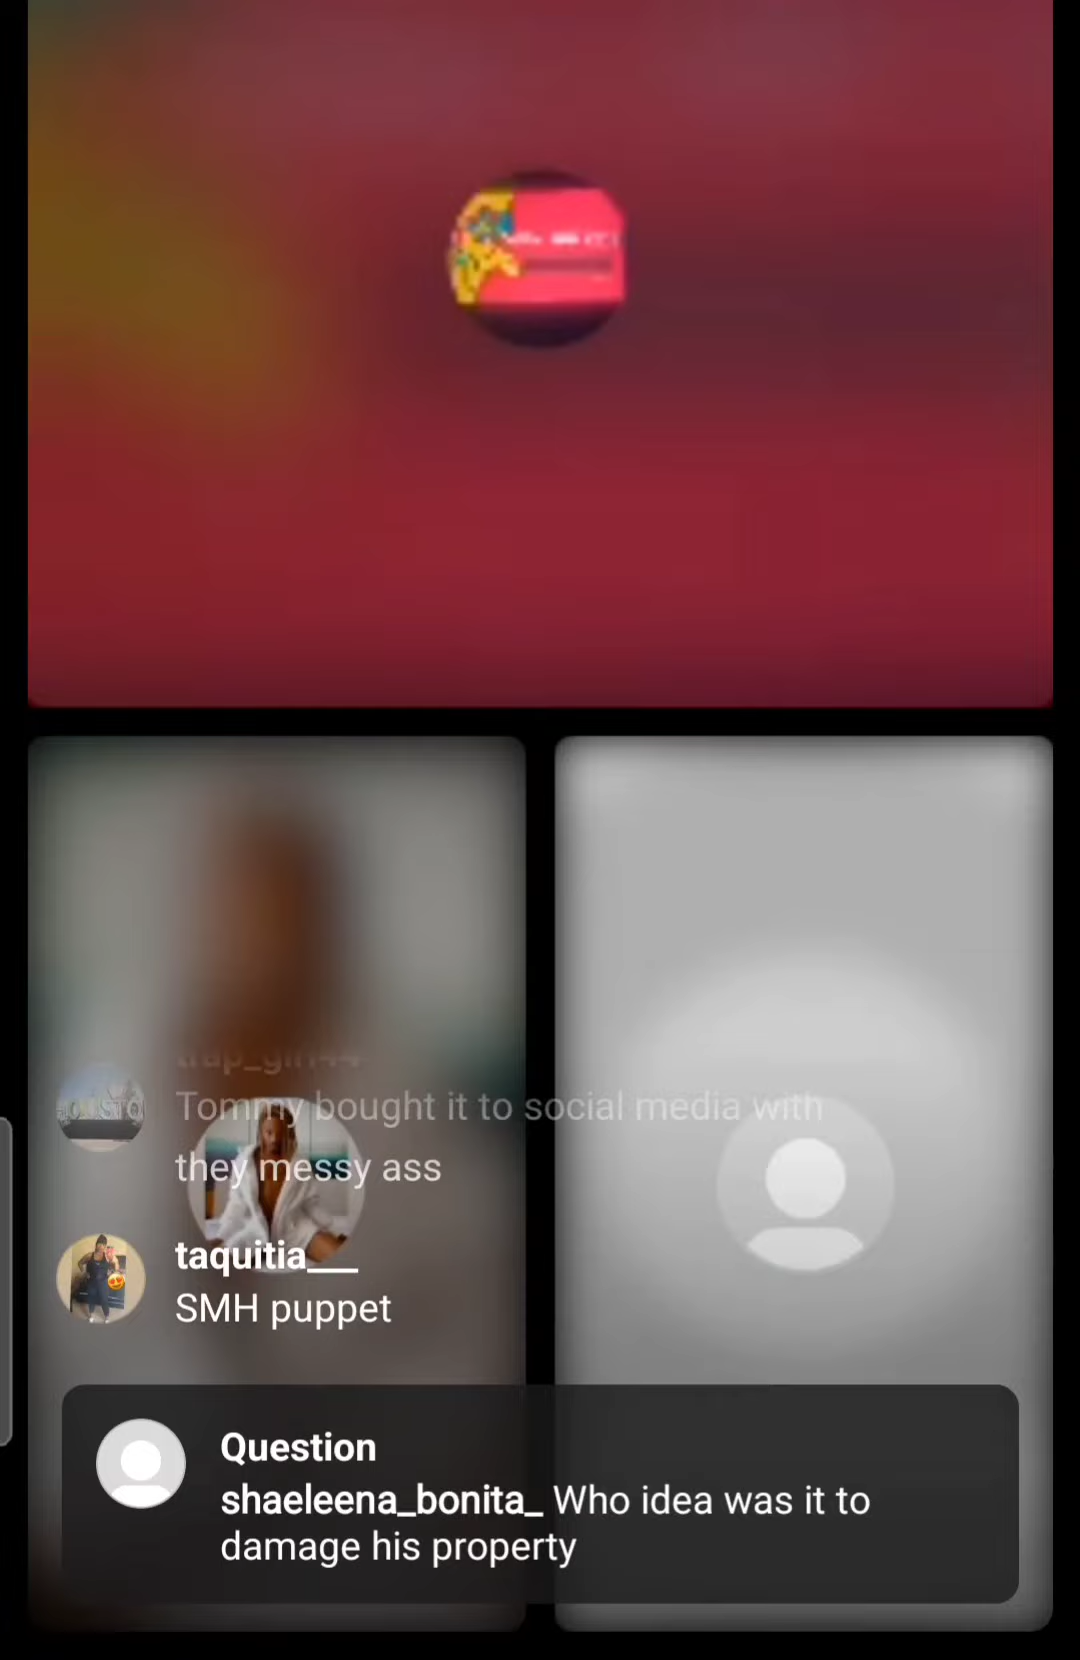 trap_girl44
Tommy bought it to social media with
they messy ass
taquitia___
SMH puppet
Question
shaeleena_bonita_ Who idea was it to
damage his property